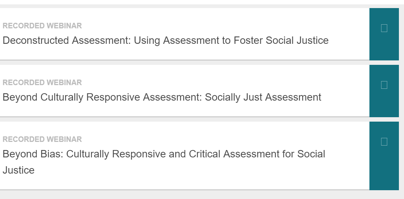 RECORDED WEBINAR
Deconstructed Assessment: Using Assessment to Foster Social Justice
RECORDED WEBINAR
Beyond Culturally Responsive Assessment: Socially Just Assessment
RECORDED WEBINAR
Beyond Bias: Culturally Responsive and Critical Assessment for Social
Justice